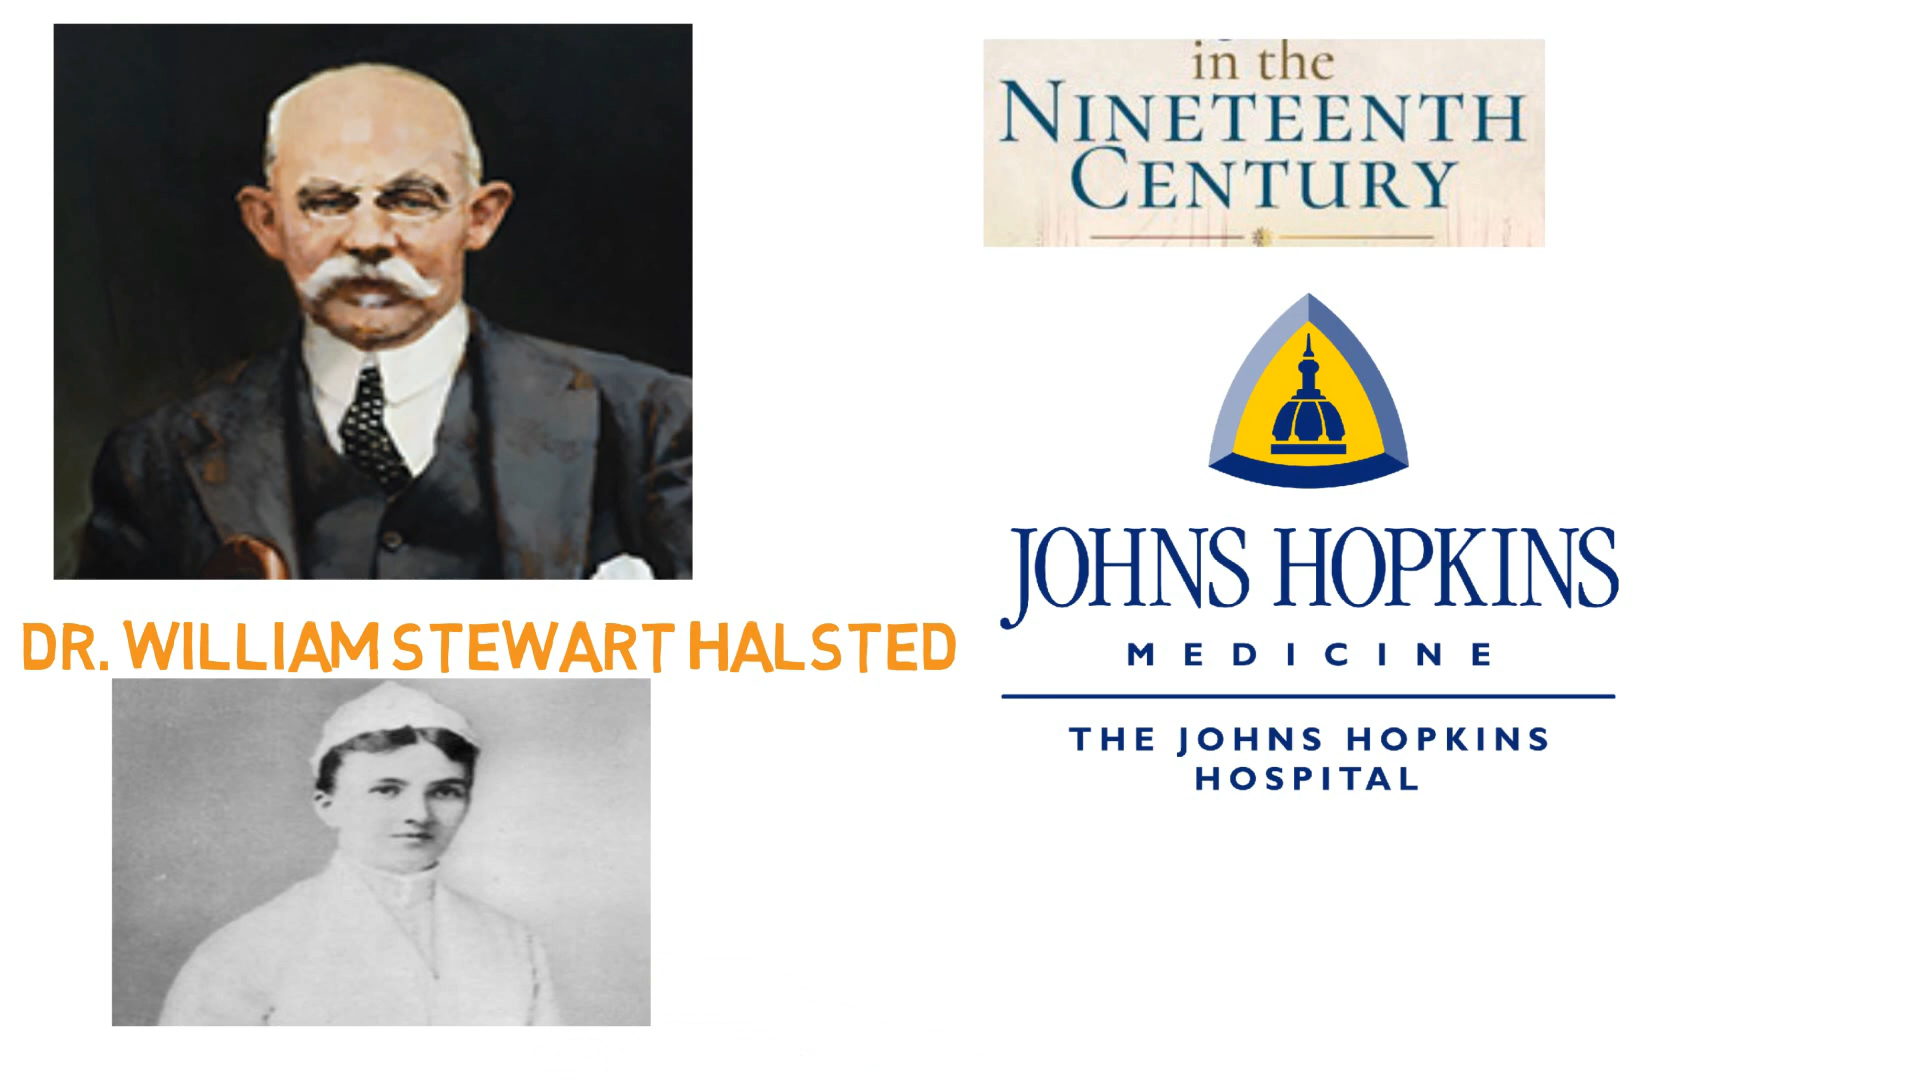 in the
NINETEENTH
CENTURY
JOHNS HOPKINS
MEDICINE
THE JOHNS HOPKINS
HOSPITAL
DR. WILLIAM STEWART HALSTED